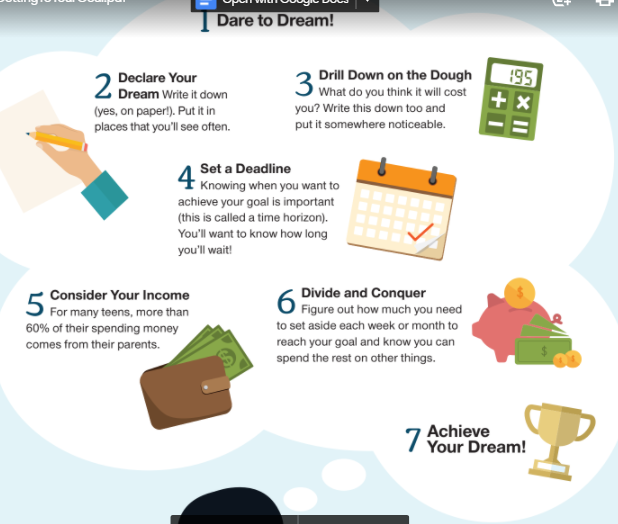 Open with Google Docs
1 Dare to Dream!
2 Declare Your
Dream Write it down
(yes, on paper!). Put it in
places that you'll see often.
3 Drill Down on the Dough
What do you think it will cost
you? Write this down too and
put it somewhere noticeable.
195
4 Set a Deadline
Knowing when you want to
achieve your goal is important
(this is called a time horizon).
You'll want to know how long
you'll wait!
5 Consider Your Income
For many teens, more than
60% of their spending money
comes from their parents.
6 Divide and Conquer
Figure out how much you need
to set aside each week or month to
reach your goal and know you can
spend the rest on other things.
7 Achieve
Your Dream!